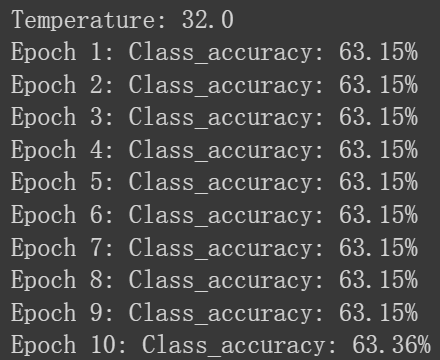 Temperature: 32.0
Epoch 1: Class_accuracy: 63.15%
Epoch 2: Class_accuracy: 63.15%
Epoch 3: Class_accuracy: 63.15%
Epoch 4: Class_accuracy: 63.15%
Epoch 5: Class_accuracy: 63.15%
Epoch 6: Class_accuracy: 63.15%
Epoch 7: Class_accuracy: 63.15%
Epoch 8: Class_accuracy: 63.15%
Epoch 9: Class_accuracy: 63.15%
Epoch 10: Class_accuracy: 63.36%